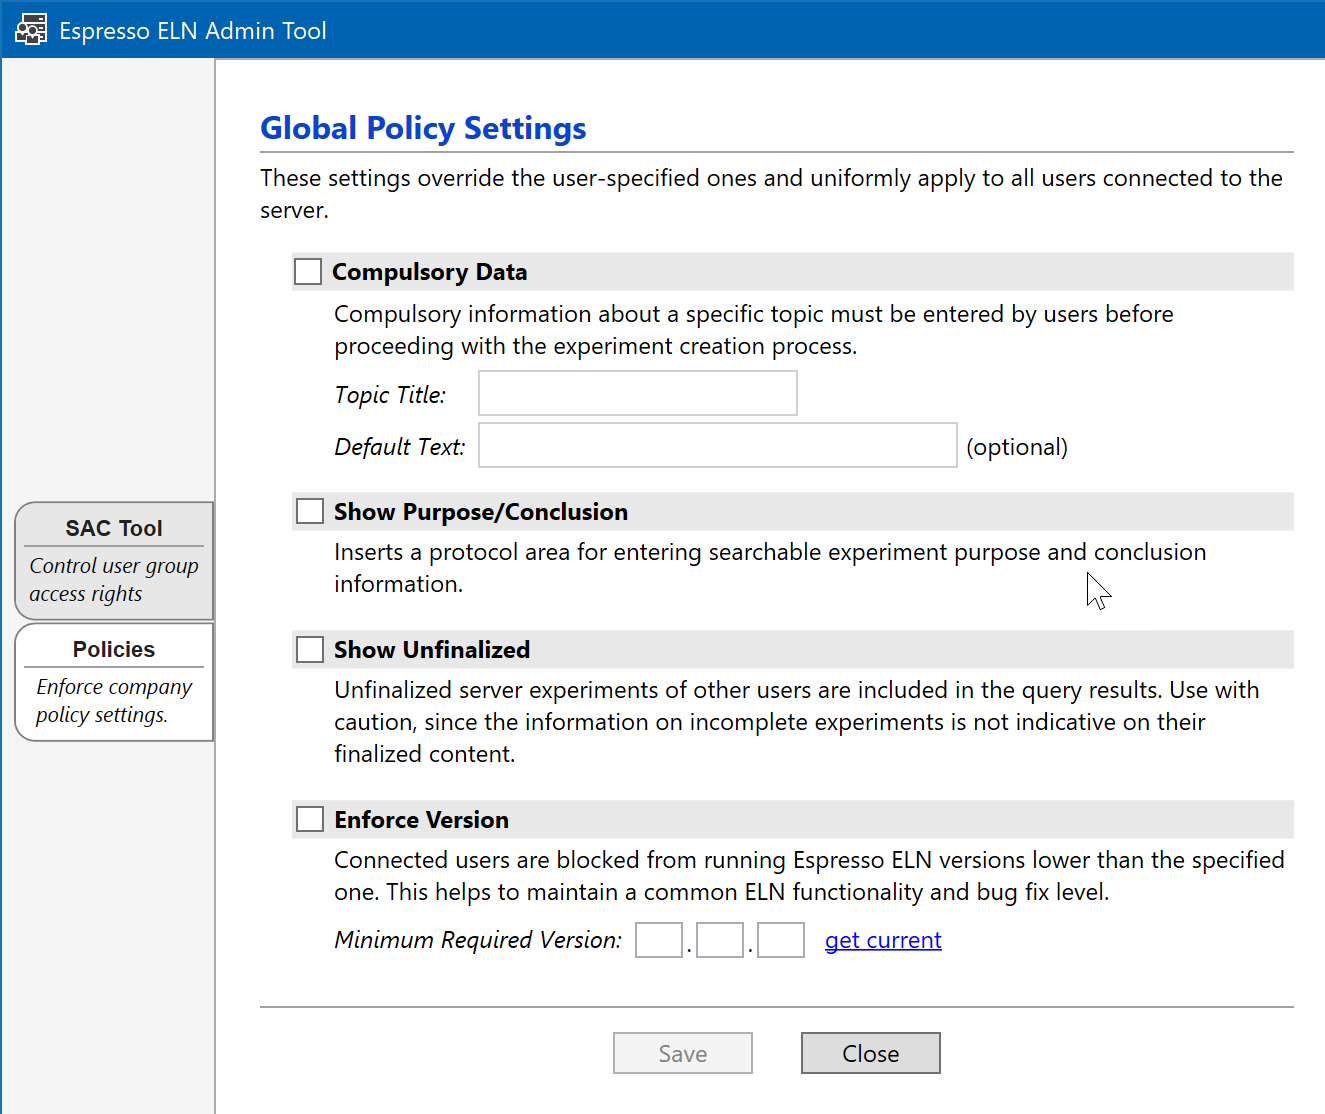 Espresso ELN Admin Tool
Global Policy Settings
These settings override the user-specified ones and uniformly apply to all users connected to the
server.
Compulsory Data
Compulsory information about a specific topic must be entered by users before
proceeding with the experiment creation process.
Topic Title:
Default Text: (optional)
Show Purpose/Conclusion
Inserts a protocol area for entering searchable experiment purpose and conclusion
information.
Show Unfinalized
Unfinalized server experiments of other users are included in the query results. Use with
caution, since the information on incomplete experiments is not indicative on their
finalized content.
Enforce Version
Connected users are blocked from running Espresso ELN versions lower than the specified
one. This helps to maintain a common ELN functionality and bug fix level.
Minimum Required Version: . . get current
Save Close
SAC Tool
Control user group
access rights
Policies
Enforce company
policy settings.